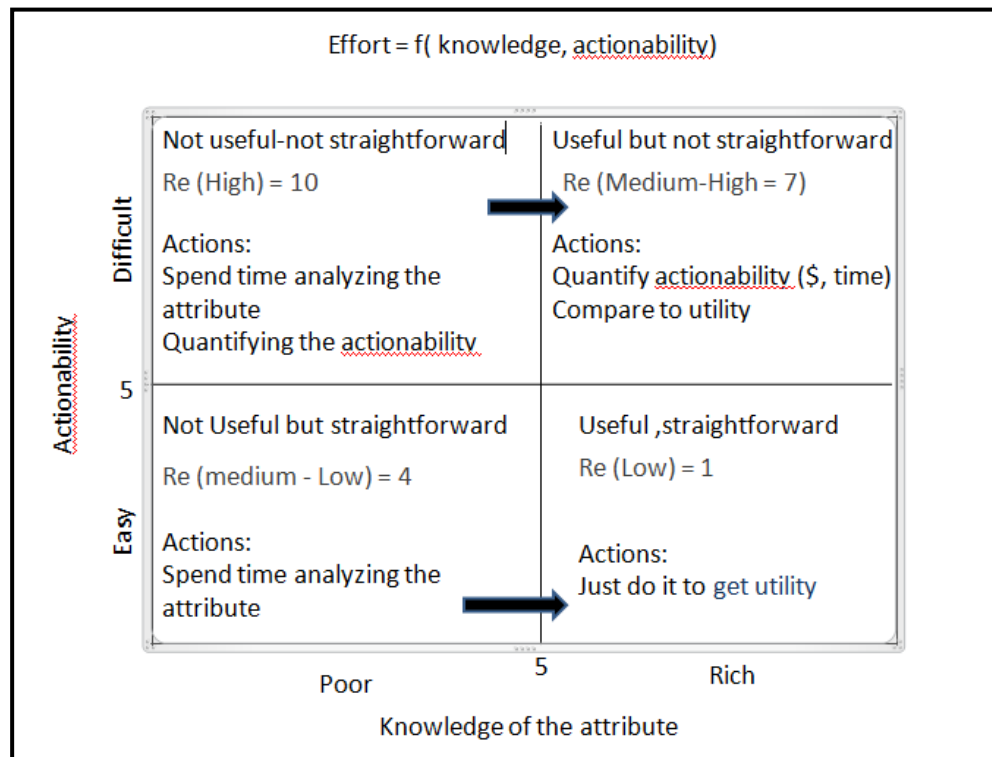 Effort = f( knowledge, actionability)
Not useful-not straightforward
Re (High) = 10
Actions:
Spend time analyzing the
attribute
Quantifying the actionability
Useful but not straightforward
Re (Medium-High = 7)
Actions:
Quantify actionability ($, time)
Compare to utility
Difficult
Actionability
5
Easy
Not Useful but straightforward
Re (medium - Low) = 4
Actions:
Spend time analyzing the
attribute
Useful ,straightforward
Re (Low) = 1
Actions:
Just do it to get utility
Poor
5
Rich
Knowledge of the attribute